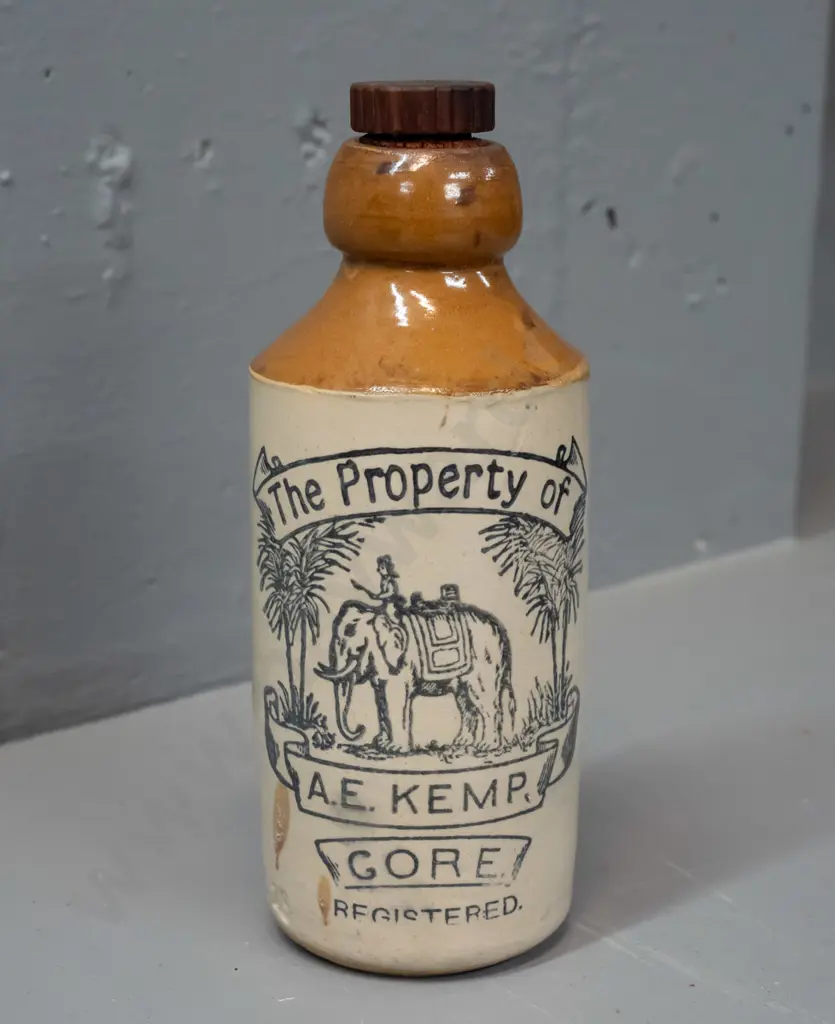 The Property of
A.E. KEMP.
GORE.
REGISTERED.